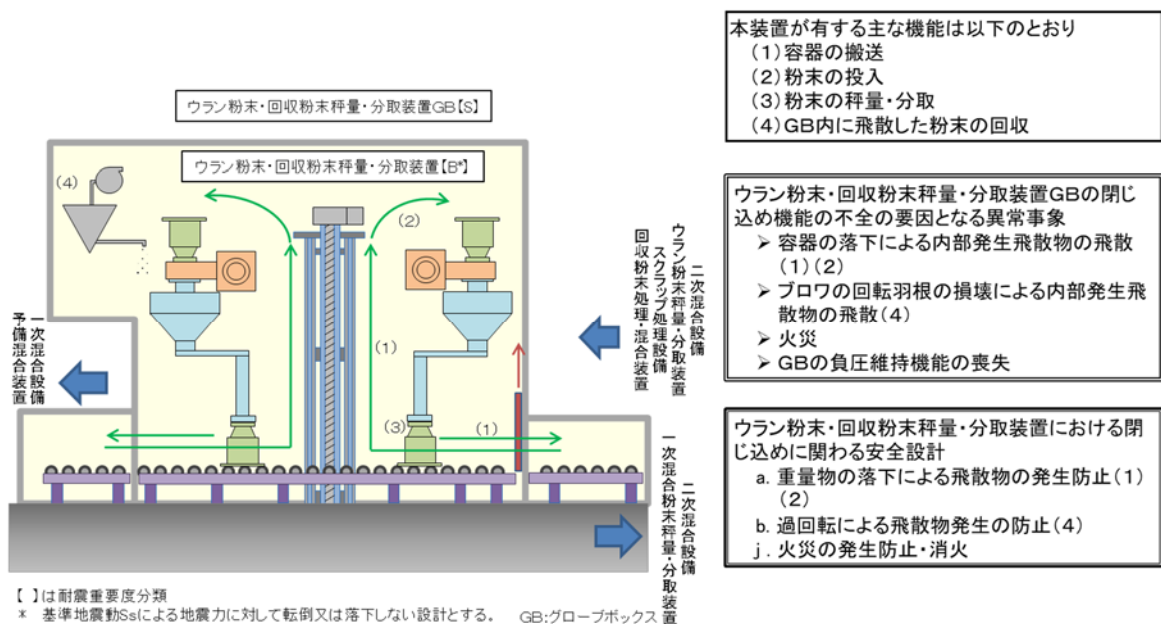 ウラン粉末・回収粉末秤量・分取装置GB【S】
ウラン粉末・回収粉末秤量・分取装置【B*】
(4)
(2)
(1)
(3)
(1)
一次混合設備
予備混合装置
二次混合設備
ウラン粉末秤量・分取装置
スクラップ処理設備
回収粉末処理・混合装置
二次混合設備
一次混合粉末秤量・分取装置
【 】は耐震重要度分類
* 基準地震動Ssによる地震力に対して転倒又は落下しない設計とする。
GB:グローブボックス
本装置が有する主な機能は以下のとおり
(1)容器の搬送
(2)粉末の投入
(3)粉末の秤量・分取
(4)GB内に飛散した粉末の回収
ウラン粉末・回収粉末秤量・分取装置GBの閉じ
込め機能の不全の要因となる異常事象
➢ 容器の落下による内部発生飛散物の飛散
(1)(2)
➢ ブロワの回転羽根の損壊による内部発生飛
散物の飛散(4)
➢ 火災
➢ GBの負圧維持機能の喪失
ウラン粉末・回収粉末秤量・分取装置における閉
じ込めに関わる安全設計
a. 重量物の落下による飛散物の発生防止(1)
(2)
b. 過回転による飛散物発生の防止(4)
j. 火災の発生防止・消火